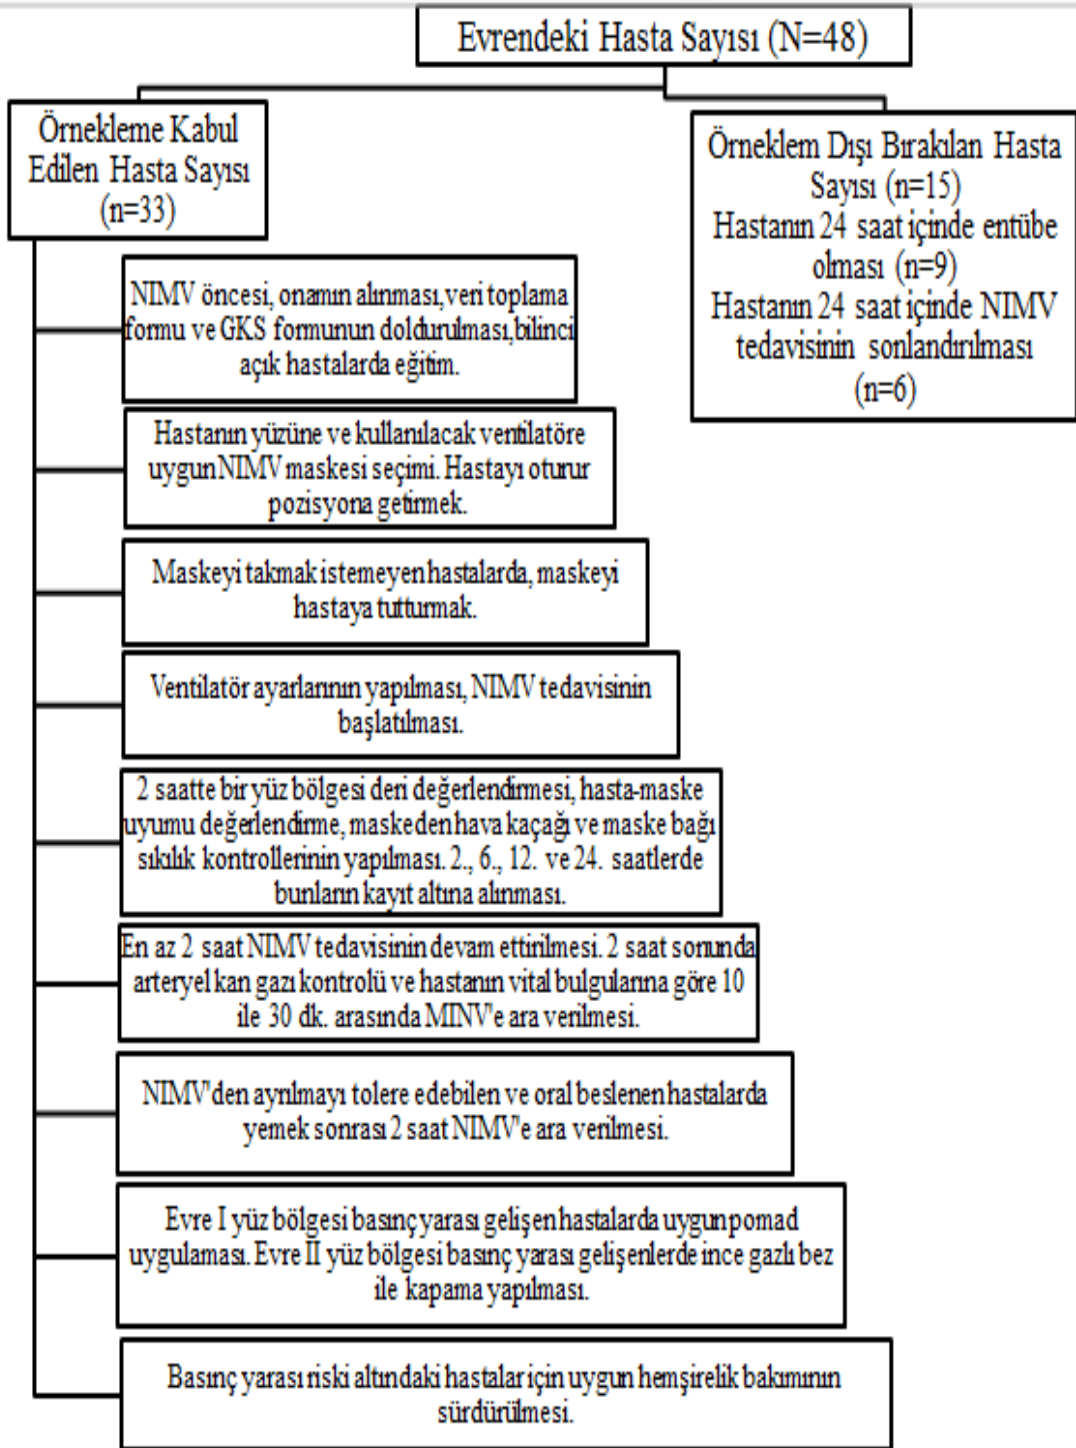 Evrendeki Hasta Sayısı (N=48)
Örnekleme Kabul
Edilen Hasta Sayısı
(n=33)
Örneklem Dışı Bırakılan Hasta
Sayısı (n=15)
Hastanın 24 saat içinde entübe
olması (n=9)
Hastanın 24 saat içinde NIMV
tedavisinin sonlandırılması
(n=6)
NIMV öncesi, onamın alınması,veri toplama
formu ve GKS formunun doldurulması,bilinci
açık hastalarda eğitim.
Hastanın yüzüne ve kullanılacak ventilatöre
uygun NIMV maskesi seçimi. Hastayı oturur
pozisyona getirmek.
Maskeyi takmak istemeyen hastalarda, maskeyi
hastaya tutturmak.
Ventilatör ayarlarının yapılması, NIMV tedavisinin
başlatılması.
2 saatte bir yüz bölgesi deri değerlendirmesi, hasta-maske
uyumu değerlendirme, maskeden hava kaçağı ve maske bağı
sıkılık kontrollerinin yapılması. 2., 6., 12. ve 24. saatlerde
bunların kayıt altına alınması.
En az 2 saat NIMV tedavisinin devam ettirilmesi. 2 saat sonunda
arteryel kan gazı kontrolü ve hastanın vital bulgularına göre 10
ile 30 dk. arasında MINV'e ara verilmesi.
NIMV'den ayrılmayı tolere edebilen ve oral beslenen hastalarda
yemek sonrası 2 saat NIMV'e ara verilmesi.
Evre I yüz bölgesi basınç yarası gelişen hastalarda uygun pomad
uygulaması. Evre II yüz bölgesi basınç yarası gelişenlerde ince gazlı bez
ile kapama yapılması.
Basınç yarası riski altındaki hastalar için uygun hemşirelik bakımının
sürdürülmesi.